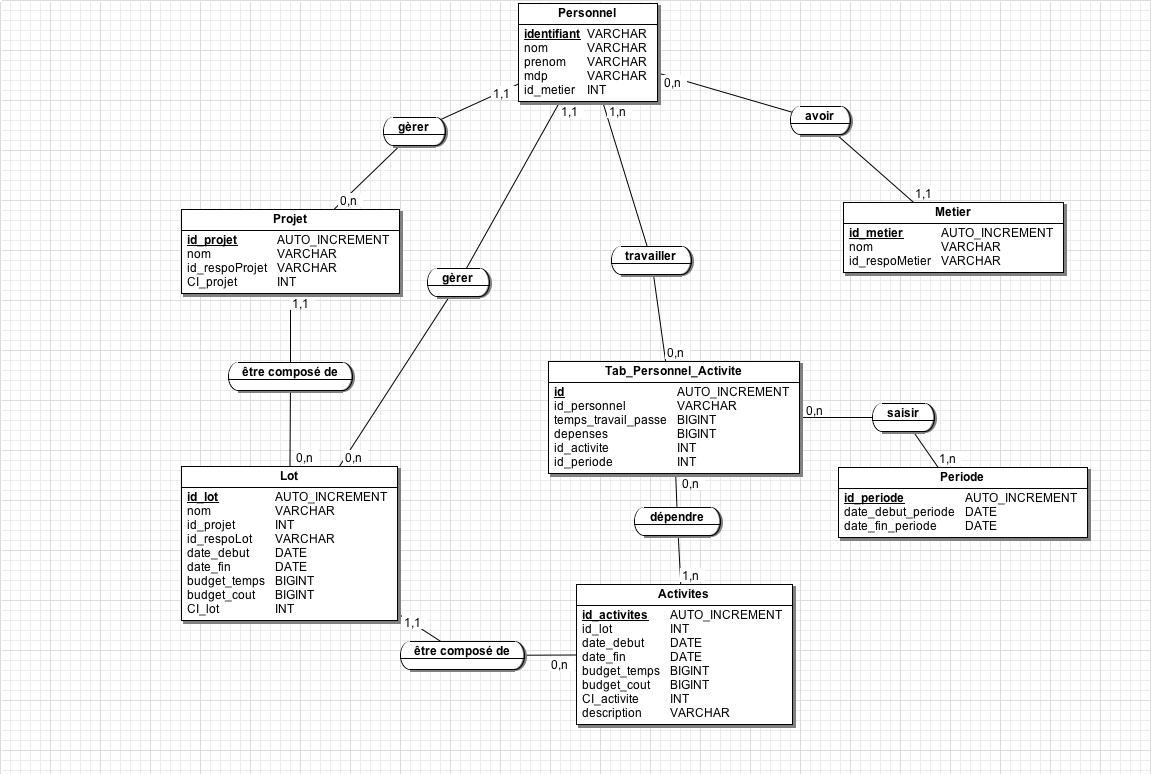 Personnel
identifiant VARCHAR
nom VARCHAR
prenom VARCHAR
mdp VARCHAR
id_metier INT
1,1
1,1
1,n
0,n
gèrer
avoir
0,n
1,1
Projet
id_projet AUTO_INCREMENT
nom VARCHAR
id_respoProjet VARCHAR
CI_projet INT
Metier
id_metier AUTO_INCREMENT
nom VARCHAR
id_respoMetier VARCHAR
travailler
gèrer
1,1
être composé de
0,n
Tab_Personnel_Activite
id AUTO_INCREMENT
id_personnel VARCHAR
temps_travail_passe BIGINT
depenses BIGINT
id_activite INT
id_periode INT
0,n
saisir
1,n
0,n
0,n
Lot
id_lot AUTO_INCREMENT
nom VARCHAR
id_projet INT
id_respoLot VARCHAR
date_debut DATE
date_fin DATE
budget_temps BIGINT
budget_cout BIGINT
CI_lot INT
Periode
id_periode AUTO_INCREMENT
date_debut_periode DATE
date_fin_periode DATE
0,n
dépendre
1,n
Activites
id_activites AUTO_INCREMENT
id_lot INT
date_debut DATE
date_fin DATE
budget_temps BIGINT
budget_cout BIGINT
CI_activite INT
description VARCHAR
1,1
être composé de
0,n